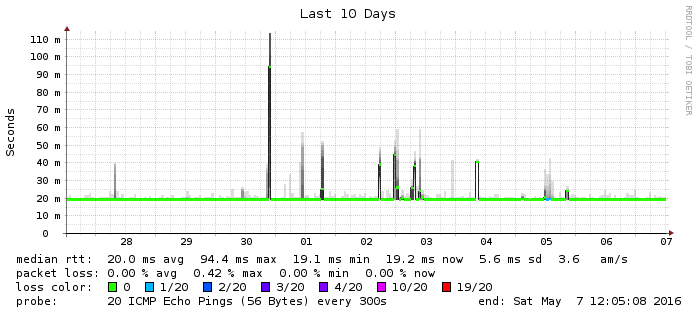 Last 10 Days
RRDTOOL / TOBI OETIKER
Seconds
110 m
100 m
90 m
80 m
70 m
60 m
50 m
40 m
30 m
20 m
10 m
0
28 29 30 01 02 03 04 05 06 07
median rtt: 20.0 ms avg 94.4 ms max 19.1 ms min 19.2 ms now 5.6 ms sd 3.6 am/s
packet loss: 0.00 % avg 0.42 % max 0.00 % min 0.00 % now
loss color: 0 1/20 2/20 3/20 4/20 10/20 19/20
probe: 20 ICMP Echo Pings (56 Bytes) every 300s end: Sat May 7 12:05:08 2016